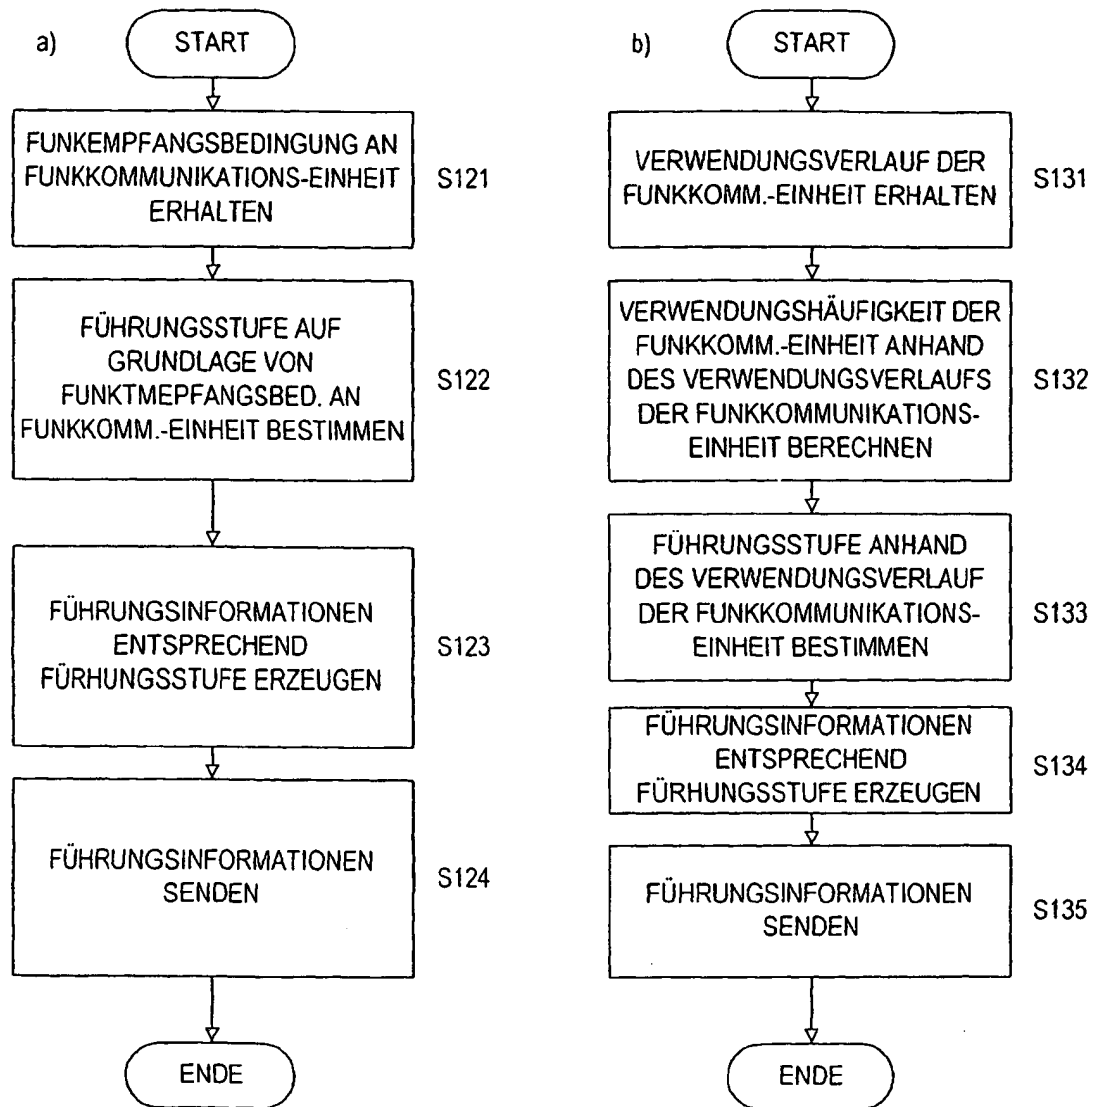 a)
START
FUNKEMPFANGSBEDINGUNG AN
FUNKKOMMUNIKATIONS-EINHEIT
ERHALTEN
S121
FÜHRUNGSSTUFE AUF
GRUNDLAGE VON
FUNKTMEPFANGSBED. AN
FUNKKOMM.-EINHEIT BESTIMMEN
S122
FÜHRUNGSINFORMATIONEN
ENTSPRECHEND
FÜRHUNGSSTUFE ERZEUGEN
S123
FÜHRUNGSINFORMATIONEN
SENDEN
S124
ENDE
b)
START
VERWENDUNGSVERLAUF DER
FUNKKOMM.-EINHEIT ERHALTEN
S131
VERWENDUNGSHÄUFIGKEIT DER
FUNKKOMM.-EINHEIT ANHAND
DES VERWENDUNGSVERLAUFS
DER FUNKKOMMUNIKATIONS-
EINHEIT BERECHNEN
S132
FÜHRUNGSSTUFE ANHAND
DES VERWENDUNGSVERLAUF
DER FUNKKOMMUNIKATIONS-
EINHEIT BESTIMMEN
S133
FÜHRUNGSINFORMATIONEN
ENTSPRECHEND
FÜRHUNGSSTUFE ERZEUGEN
S134
FÜHRUNGSINFORMATIONEN
SENDEN
S135
ENDE